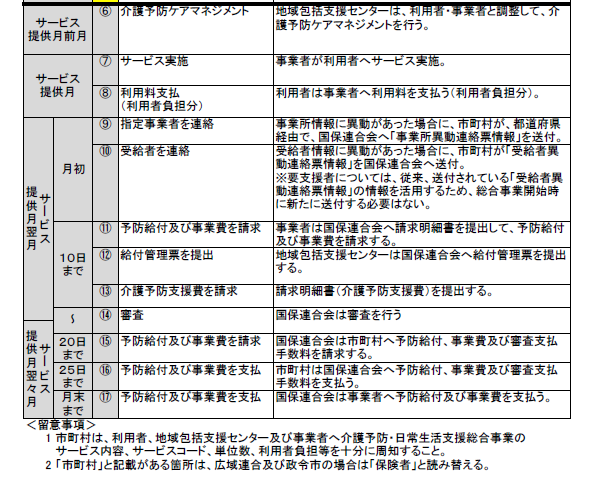 サービス
提供月前月
⑥ 介護予防ケアマネジメント
地域包括支援センターは、利用者・事業者と調整して、介
護予防ケアマネジメントを行う。
サービス
提供月
⑦ サービス実施
事業者が利用者へサービス実施。
⑧ 利用料支払
（利用者負担分）
利用者は事業者へ利用料を支払う（利用者負担分）。
サービス
提供月翌月
月初
⑨ 指定事業者を連絡
事業所情報に異動があった場合に、市町村が、都道府県
経由で、国保連合会へ「事業所異動連絡票情報」を送付。
⑩ 受給者を連絡
受給者情報に異動があった場合に、市町村が「受給者異
動連絡票情報」を国保連合会へ送付。
※要支援者については、従来、送付されている「受給者異
動連絡票情報」の情報を活用するため、総合事業開始時
に新たに送付する必要はない。
10日
まで
⑪ 予防給付及び事業費を請求
事業者は国保連合会へ請求明細書を提出して、予防給付
及び事業費を請求する。
⑫ 給付管理票を提出
地域包括支援センターは国保連合会へ給付管理票を提出
する。
⑬ 介護予防支援費を請求
請求明細書（介護予防支援費）を提出する。
～
⑭ 審査
国保連合会は審査を行う
サービス
提供月翌々月
20日
まで
⑮ 予防給付及び事業費を請求
国保連合会は市町村へ予防給付、事業費及び審査支払
手数料を請求する。
25日
まで
⑯ 予防給付及び事業費を支払
市町村は国保連合会へ予防給付、事業費及び審査支払
手数料を支払う。
月末
まで
⑰ 予防給付及び事業費を支払
国保連合会は事業者へ予防給付及び事業費を支払う。
＜留意事項＞
1 市町村は、利用者、地域包括支援センター及び事業者へ介護予防・日常生活支援総合事業の
サービス内容、サービスコード、単位数、利用者負担等を十分に周知すること。
2 「市町村」と記載がある箇所は、広域連合及び政令市の場合は「保険者」と読み替える。